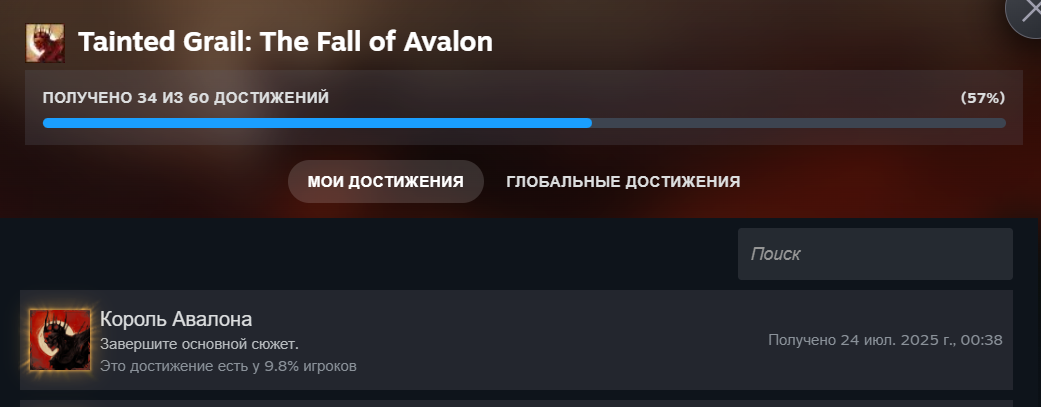 Tainted Grail: The Fall of Avalon
ПОЛУЧЕНО 34 ИЗ 60 ДОСТИЖЕНИЙ (57%)
МОИ ДОСТИЖЕНИЯ ГЛОБАЛЬНЫЕ ДОСТИЖЕНИЯ
Поиск
Король Авалона
Завершите основной сюжет.
Это достижение есть у 9.8% игроков
Получено 24 июл. 2025 г., 00:38